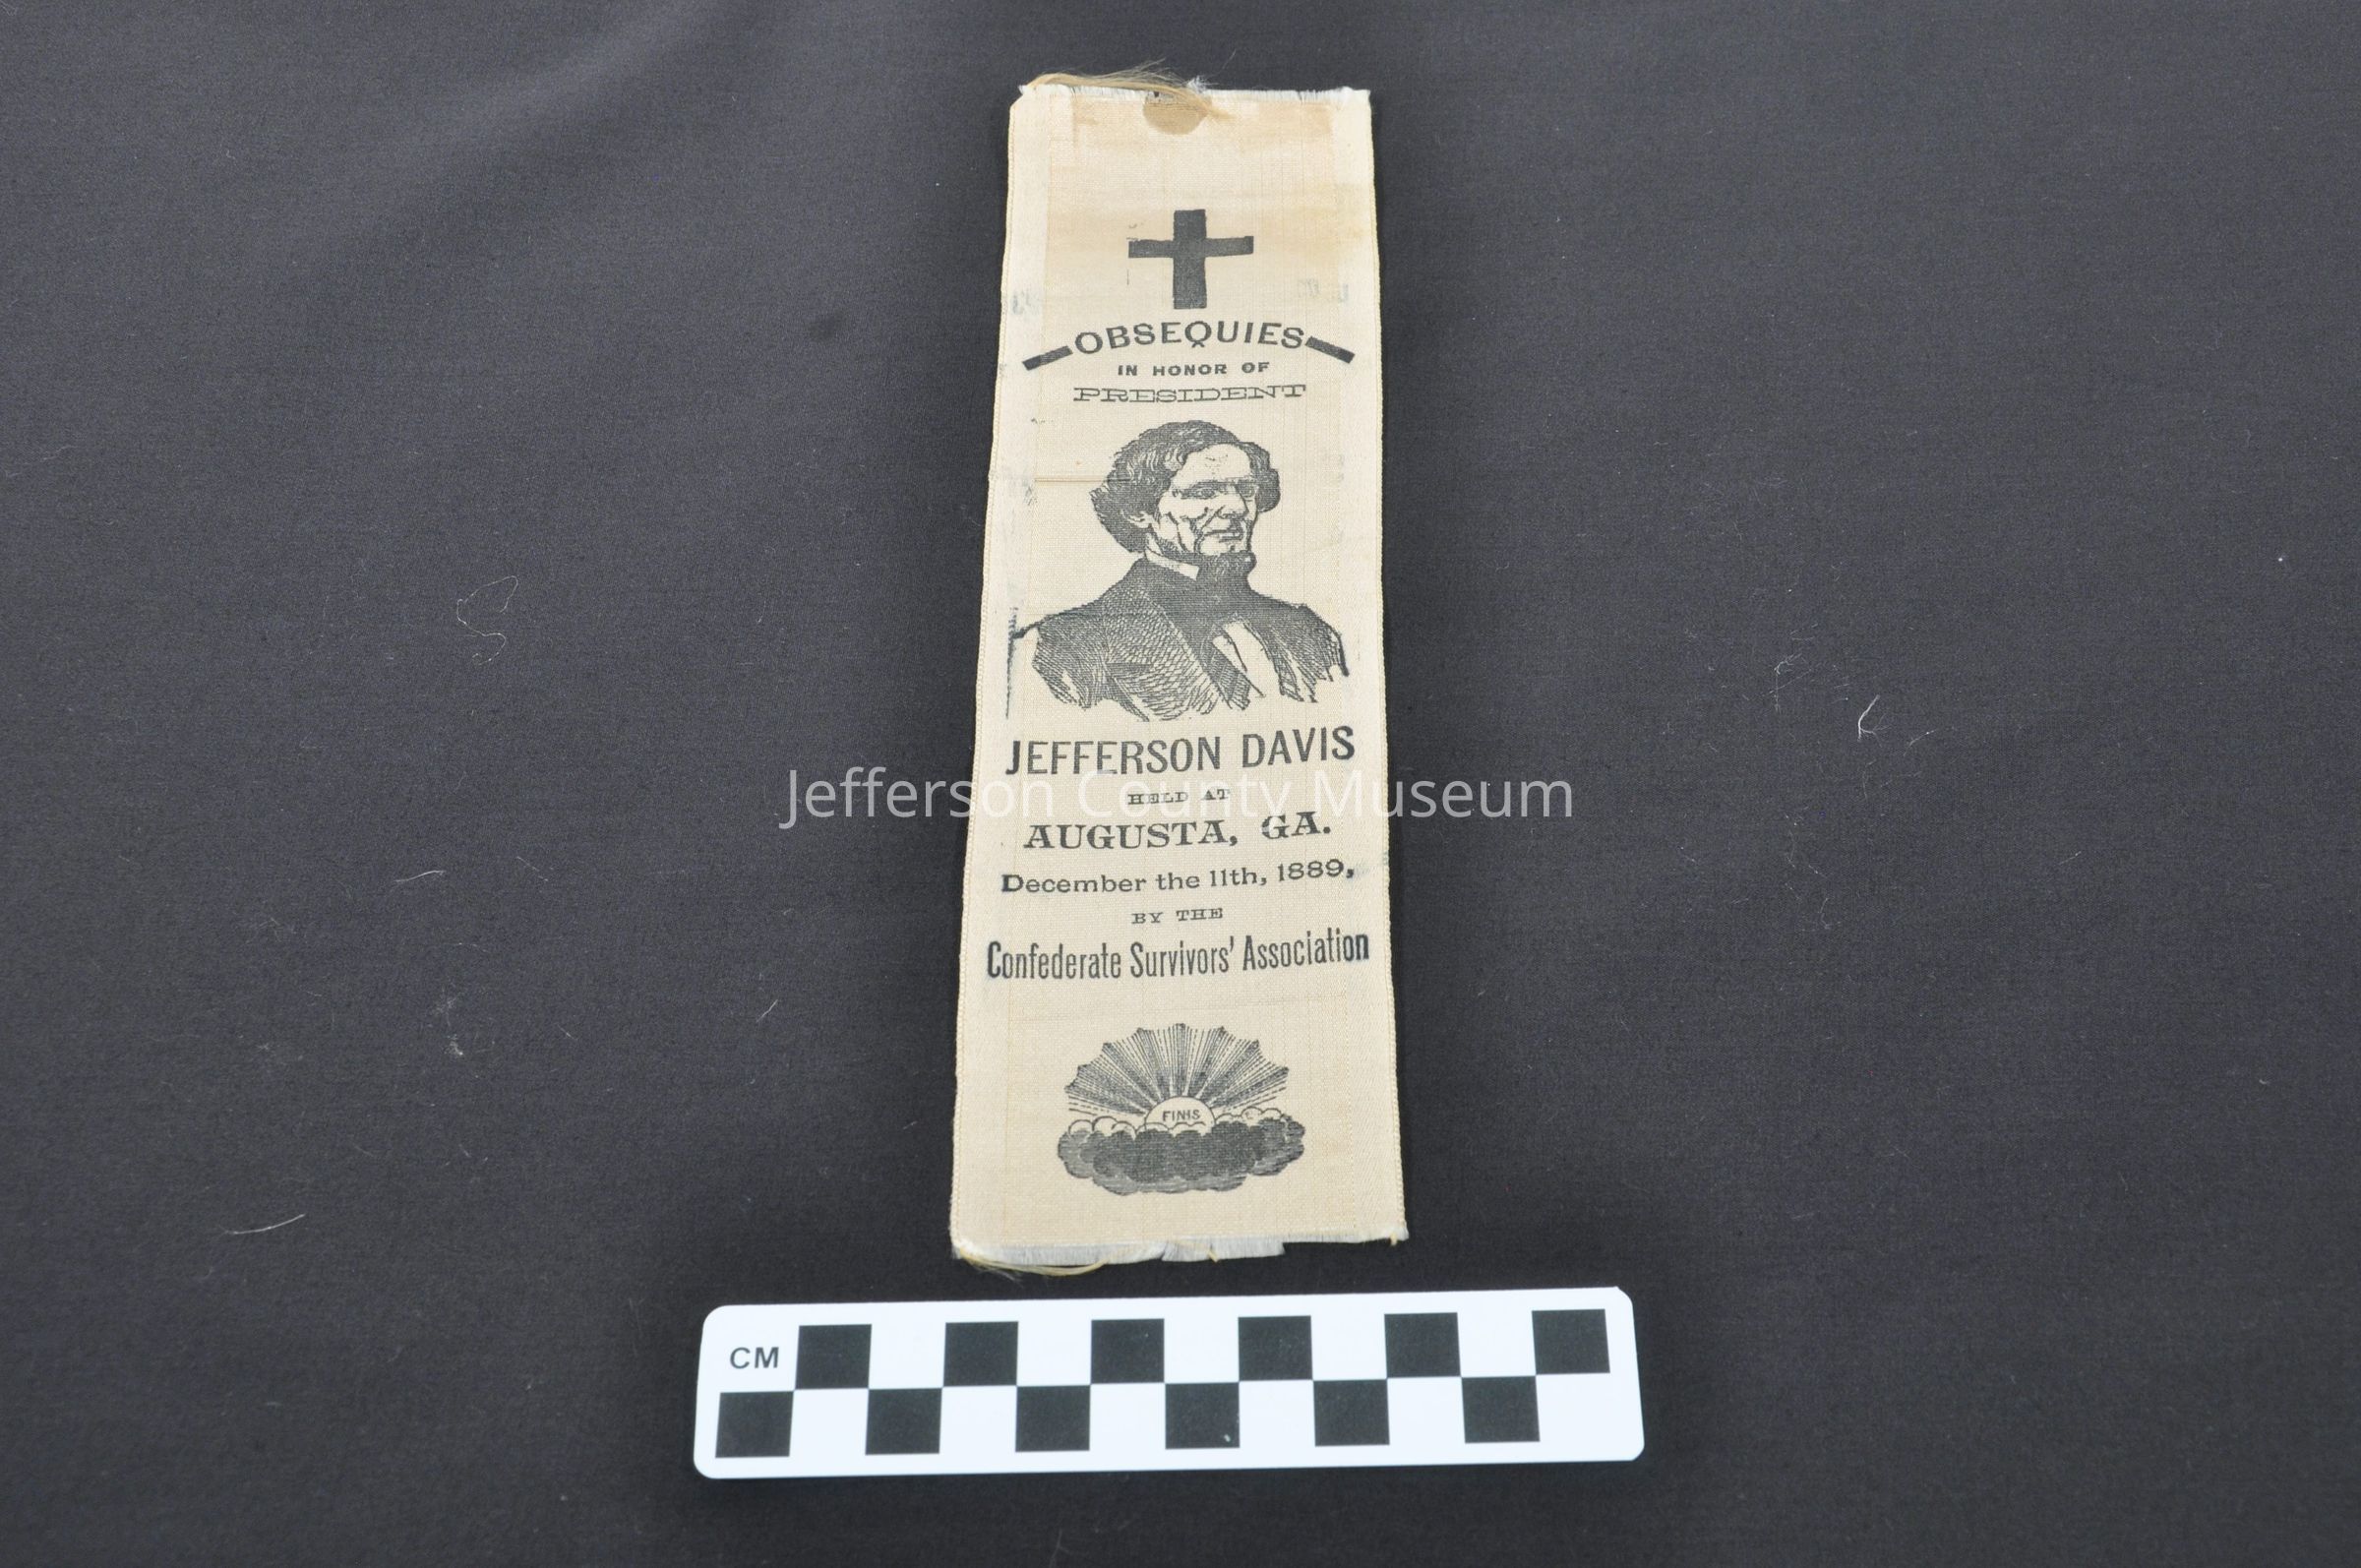 OBSEQUIES
IN HONOR OF
PRESIDENT
JEFFERSON DAVIS
Jefferson County Museum
HELD AT
AUGUSTA, GA.
December the 11th, 1889,
BY THE
Confederate Survivors' Association
FINIS
CM